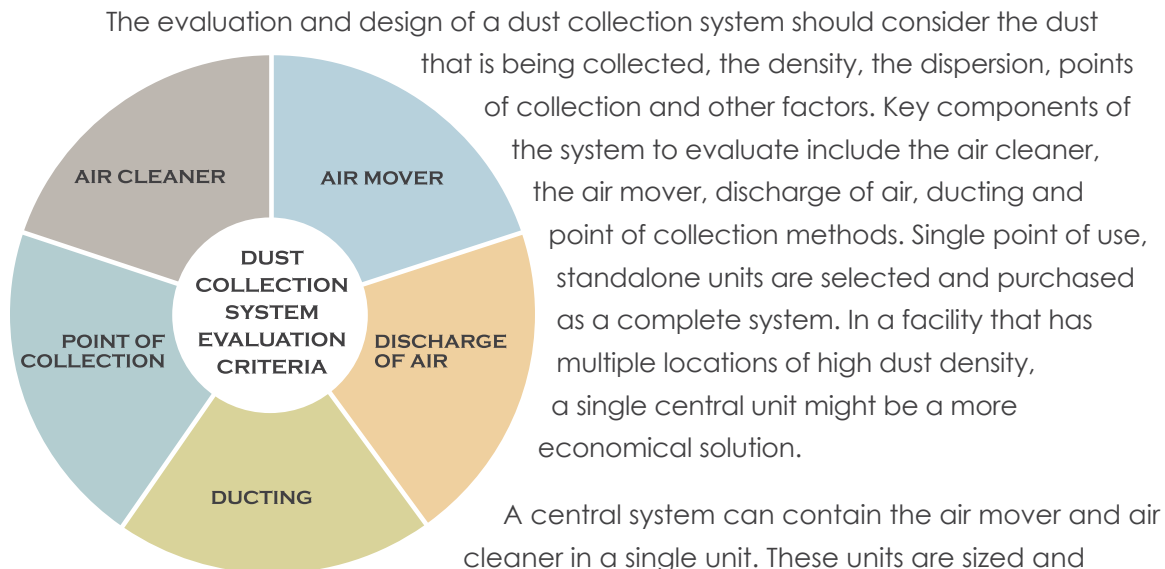 The evaluation and design of a dust collection system should consider the dust
that is being collected, the density, the dispersion, points
of collection and other factors. Key components of
the system to evaluate include the air cleaner,
the air mover, discharge of air, ducting and
point of collection methods. Single point of use,
standalone units are selected and purchased
as a complete system. In a facility that has
multiple locations of high dust density,
a single central unit might be a more
economical solution.
A central system can contain the air mover and air
cleaner in a single unit. These units are sized and
AIR CLEANER
AIR MOVER
DUST
COLLECTION
SYSTEM
EVALUATION
CRITERIA
POINT OF
COLLECTION
DISCHARGE
OF AIR
DUCTING